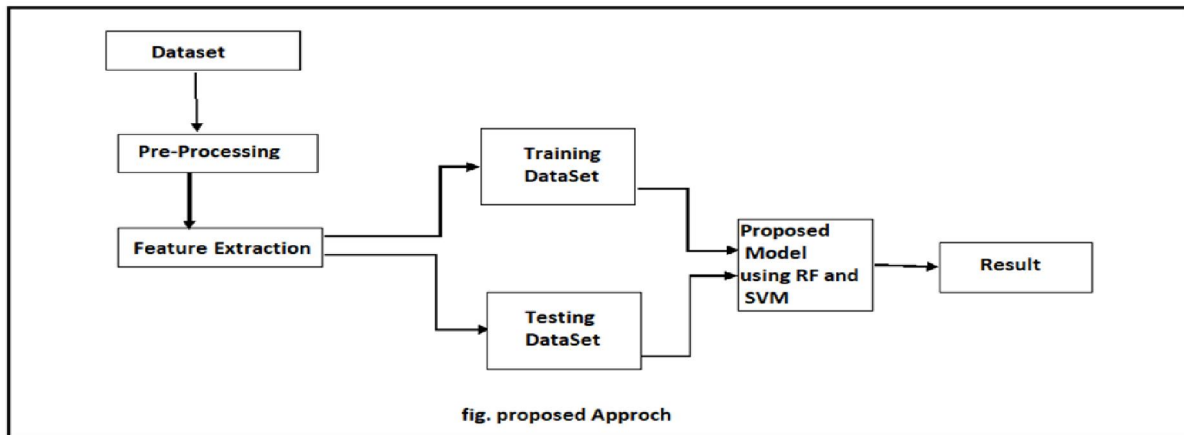 Dataset
Pre-Processing
Feature Extraction
Training
DataSet
Testing
DataSet
Proposed
Model
using RF and
SVM
Result
fig. proposed Approch